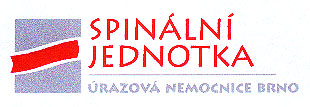 SPINÁLNÍ
JEDNOTKA
ÚRAZOVÁ NEMOCNICE BRNO